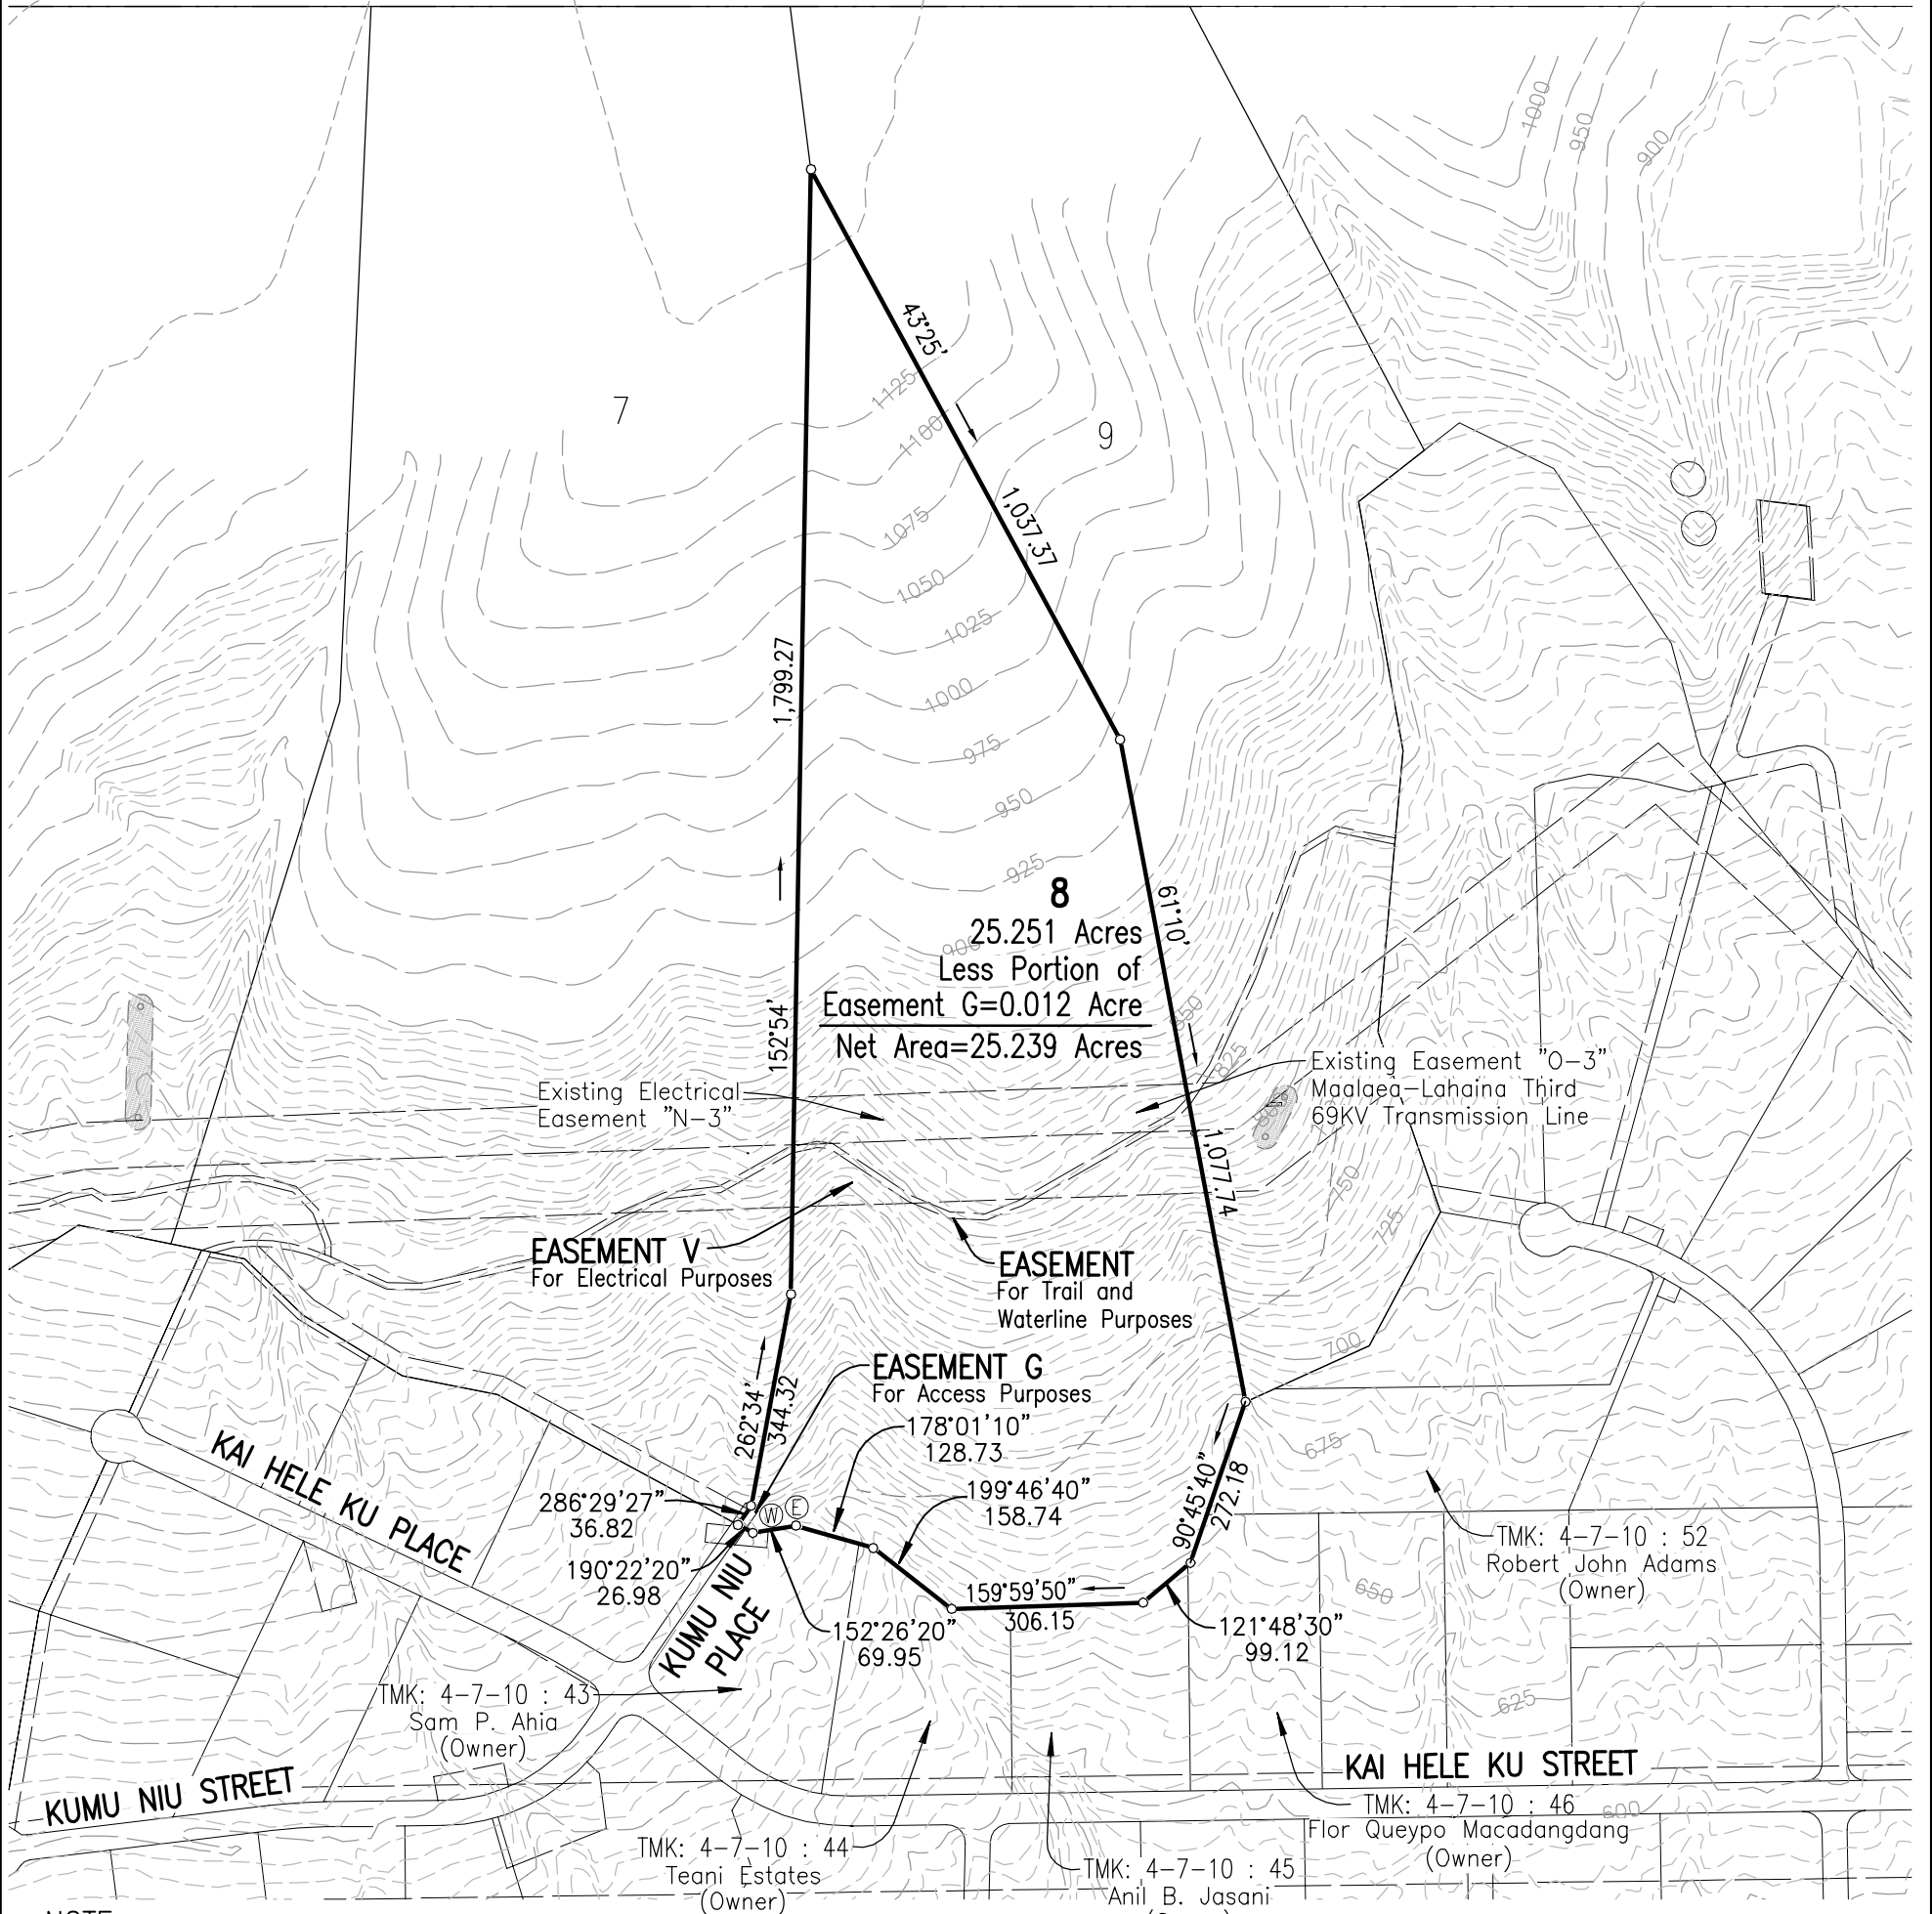 1000
950
900
43°25'
1125
7
1100
9
1,037.37
1075
1050
1025
1,799.27
1000
975
950
925
8
61°10'
900
25.251 Acres
Less Portion of
Easement G=0.012 Acre
Net Area=25.239 Acres
152°54'
850
825
800
Existing Electrical
Easement "N-3"
Existing Easement "O-3"
Maalaea-Lahaina Third
69KV Transmission Line
1,077.74
750
725
EASEMENT V
For Electrical Purposes
EASEMENT
For Trail and
Waterline Purposes
700
EASEMENT G
For Access Purposes
262°34'
344.32
178°01'10"
128.73
675
KAI HELE KU PLACE
199°46'40"
158.74
90°45'40"
272.18
286°29'27"
36.82
W
E
190°22'20"
26.98
TMK: 4-7-10 : 52
Robert John Adams
(Owner)
KUMU NIU
PLACE
159°59'50"
306.15
650
152°26'20"
69.95
121°48'30"
99.12
TMK: 4-7-10 : 43
Sam P. Ahia
(Owner)
625
KUMU NIU STREET
KAI HELE KU STREET
TMK: 4-7-10 : 46
600
Flor Queypo Macadangdang
(Owner)
TMK: 4-7-10 : 44
Teani Estates
(Owner)
TMK: 4-7-10 : 45
Anil B. Jasani